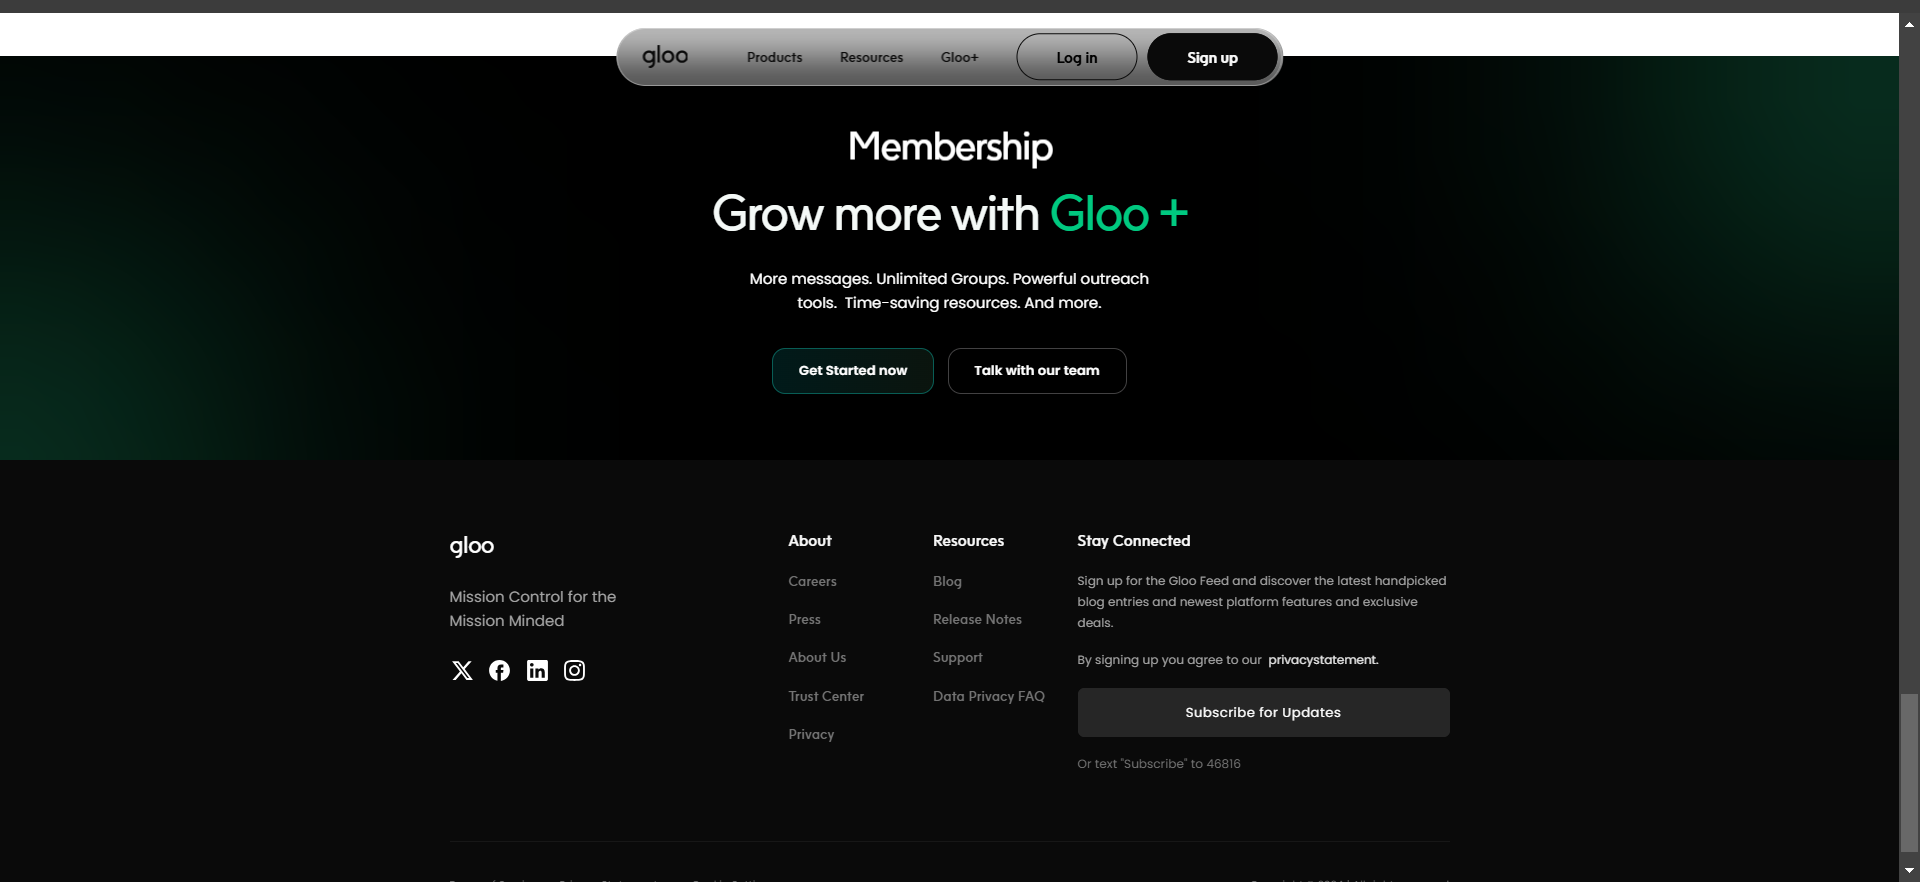 gloo
Products
Resources
Gloo+
Log in
Sign up
Membership
Grow more with Gloo +
More messages. Unlimited Groups. Powerful outreach
tools. Time-saving resources. And more.
Get Started now
Talk with our team
gloo
Mission Control for the
Mission Minded
About
Careers
Press
About Us
Trust Center
Privacy
Resources
Blog
Release Notes
Support
Data Privacy FAQ
Stay Connected
Sign up for the Gloo Feed and discover the latest handpicked
blog entries and newest platform features and exclusive
deals.
By signing up you agree to our privacystatement.
Subscribe for Updates
Or text "Subscribe" to 46816